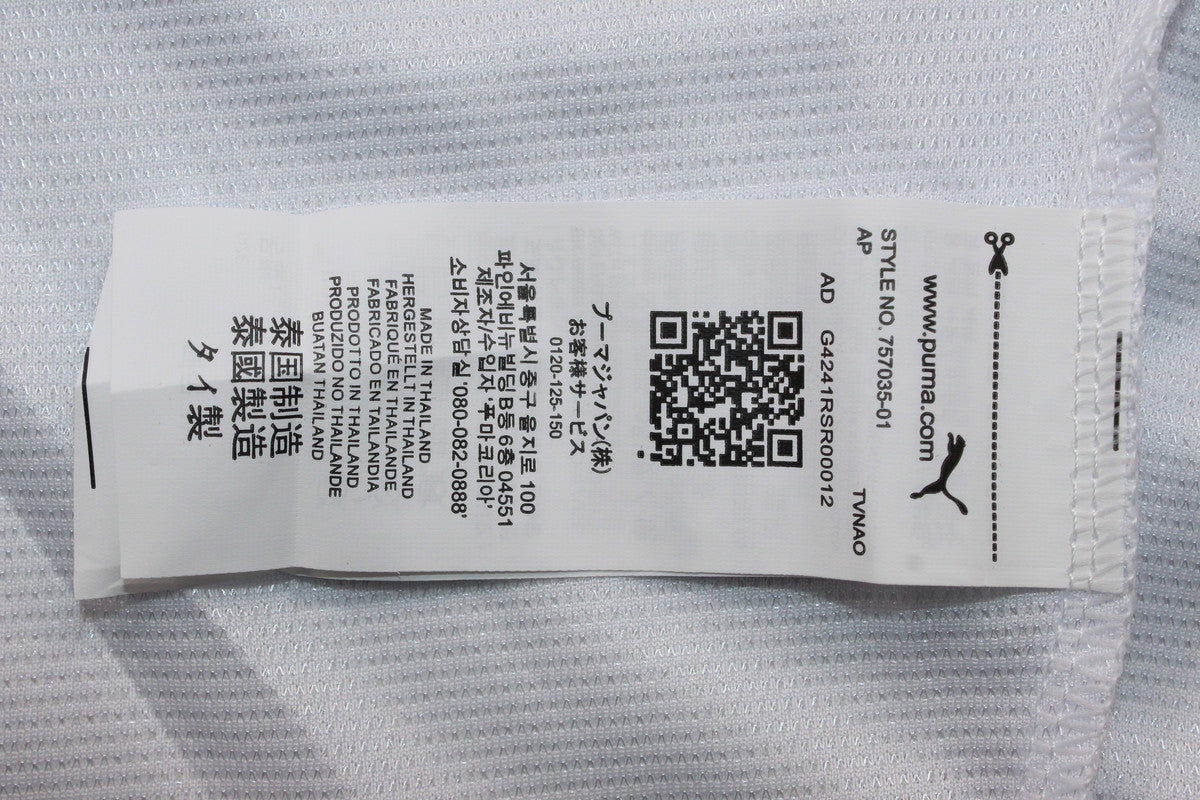 www.puma.com
STYLE NO. 757035-01
AP TVNAO
AD G4241RSR00012
プーマジャパン(株)
お客様サービス
0120-125-150
서울특별시 중구 을지로 100
파인에비뉴 빌딩 B동 6층 04551
제조자/수입자 '푸마코리아'
소비자상담실 '080-082-0888'
MADE IN THAILAND
HERGESTELLT IN THAILAND
FABRIQUÉ EN THAILANDE
FABRICADO EN TAILANDIA
PRODOTTO IN THAILAND
PRODUZIDO NO THAILANDE
BUATAN THAILAND
泰国制造
泰國製造
タイ製